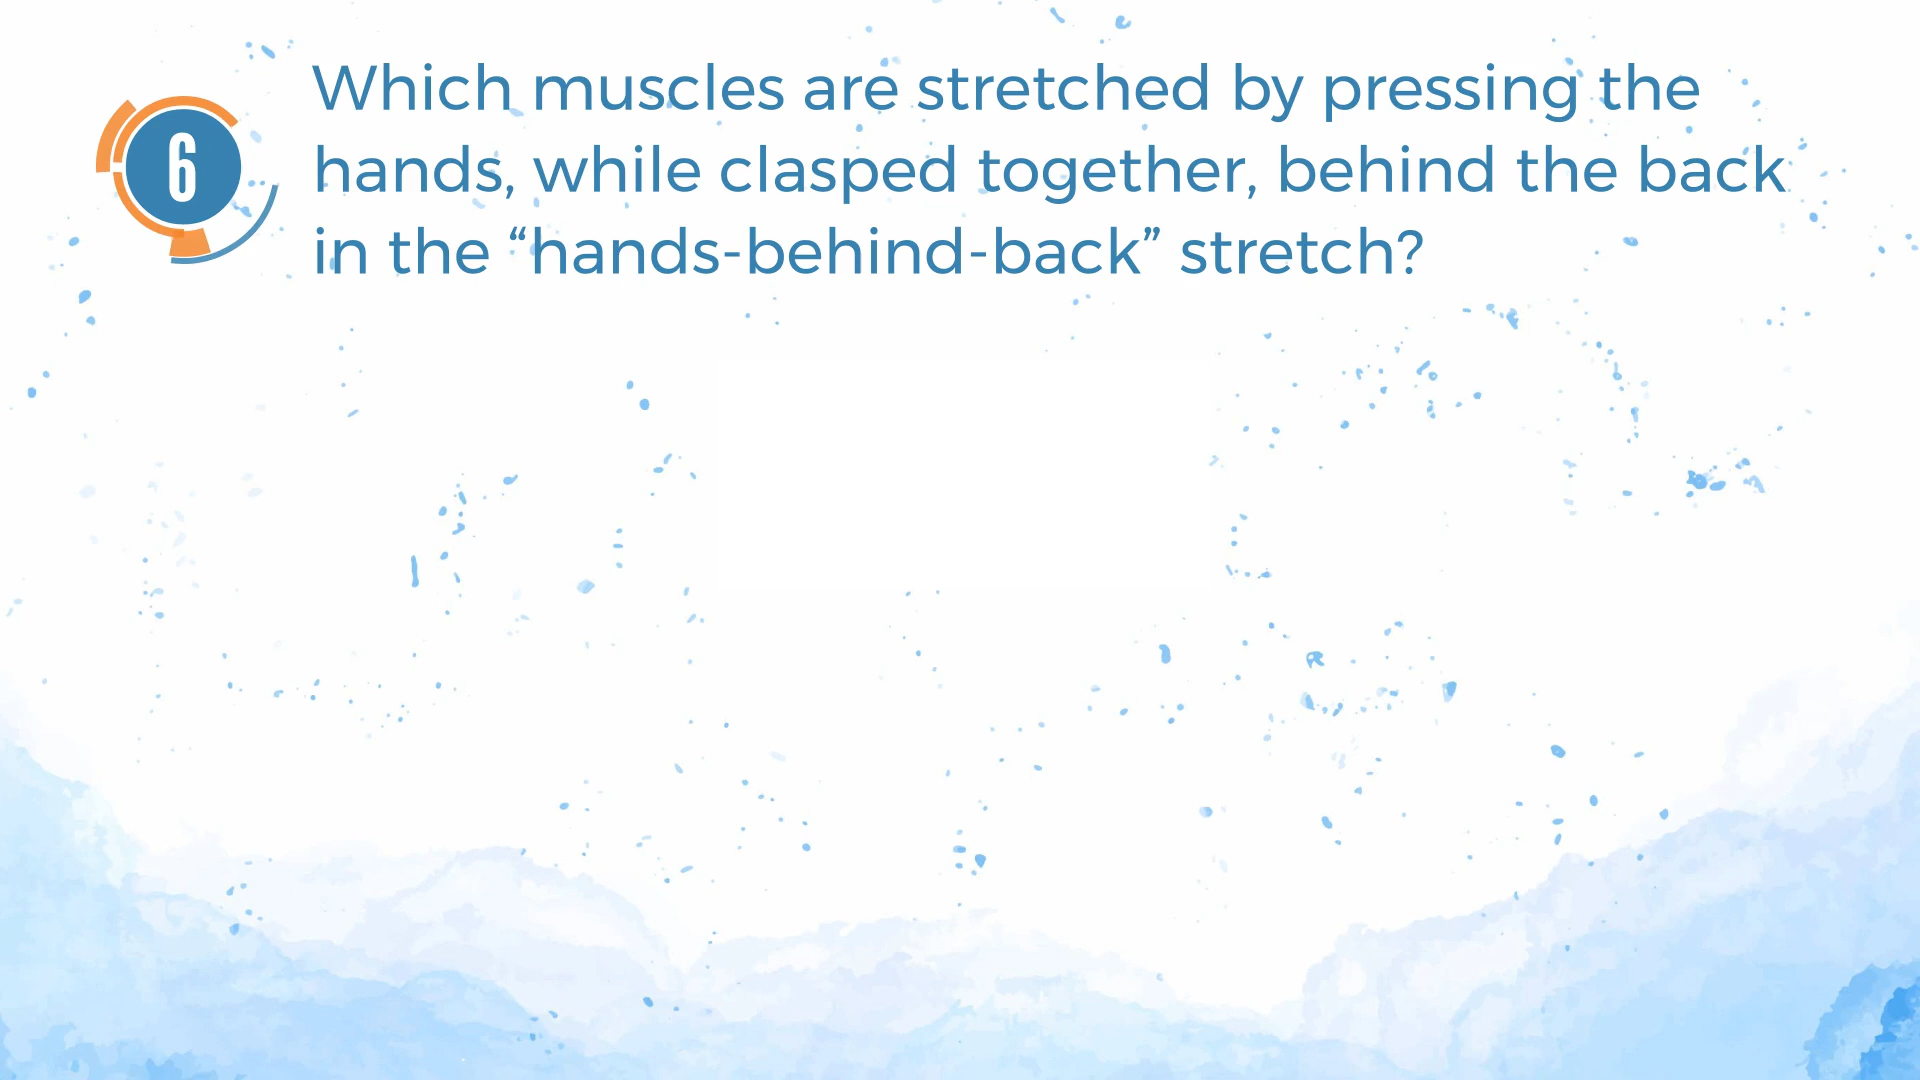 6
Which muscles are stretched by pressing the
hands, while clasped together, behind the back
in the “hands-behind-back” stretch?